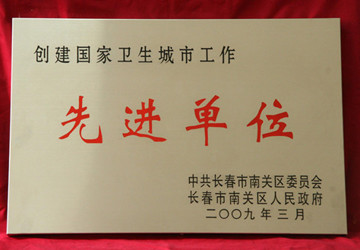 创建国家卫生城市工作
先进单位
中共长春市南关区委员会
长春市南关区人民政府
二〇〇九年三月